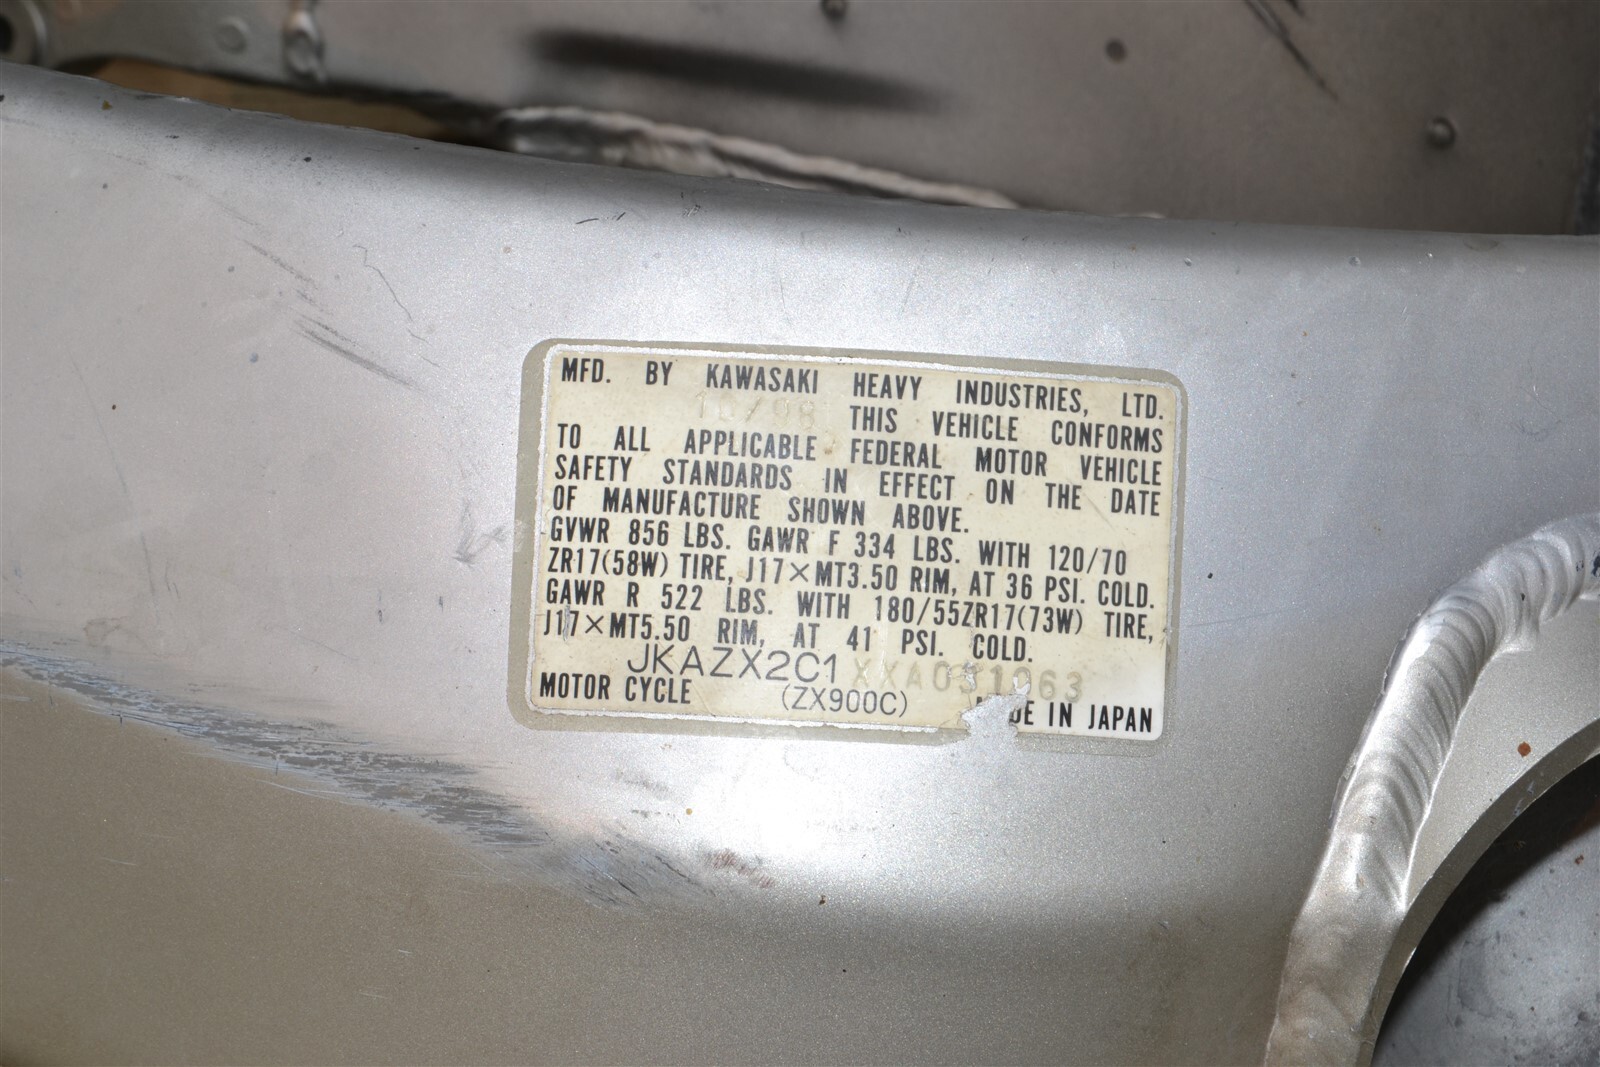 MFD. BY KAWASAKI HEAVY INDUSTRIES, LTD.
10/98 THIS VEHICLE CONFORMS
TO ALL APPLICABLE FEDERAL MOTOR VEHICLE
SAFETY STANDARDS IN EFFECT ON THE DATE
OF MANUFACTURE SHOWN ABOVE.
GVWR 856 LBS. GAWR F 334 LBS. WITH 120/70
ZR17(58W) TIRE, J17×MT3.50 RIM, AT 36 PSI. COLD.
GAWR R 522 LBS. WITH 180/55ZR17(73W) TIRE,
J17×MT5.50 RIM, AT 41 PSI. COLD.
JKAZX2C1
MOTOR CYCLE (ZX900C) IN JAPAN